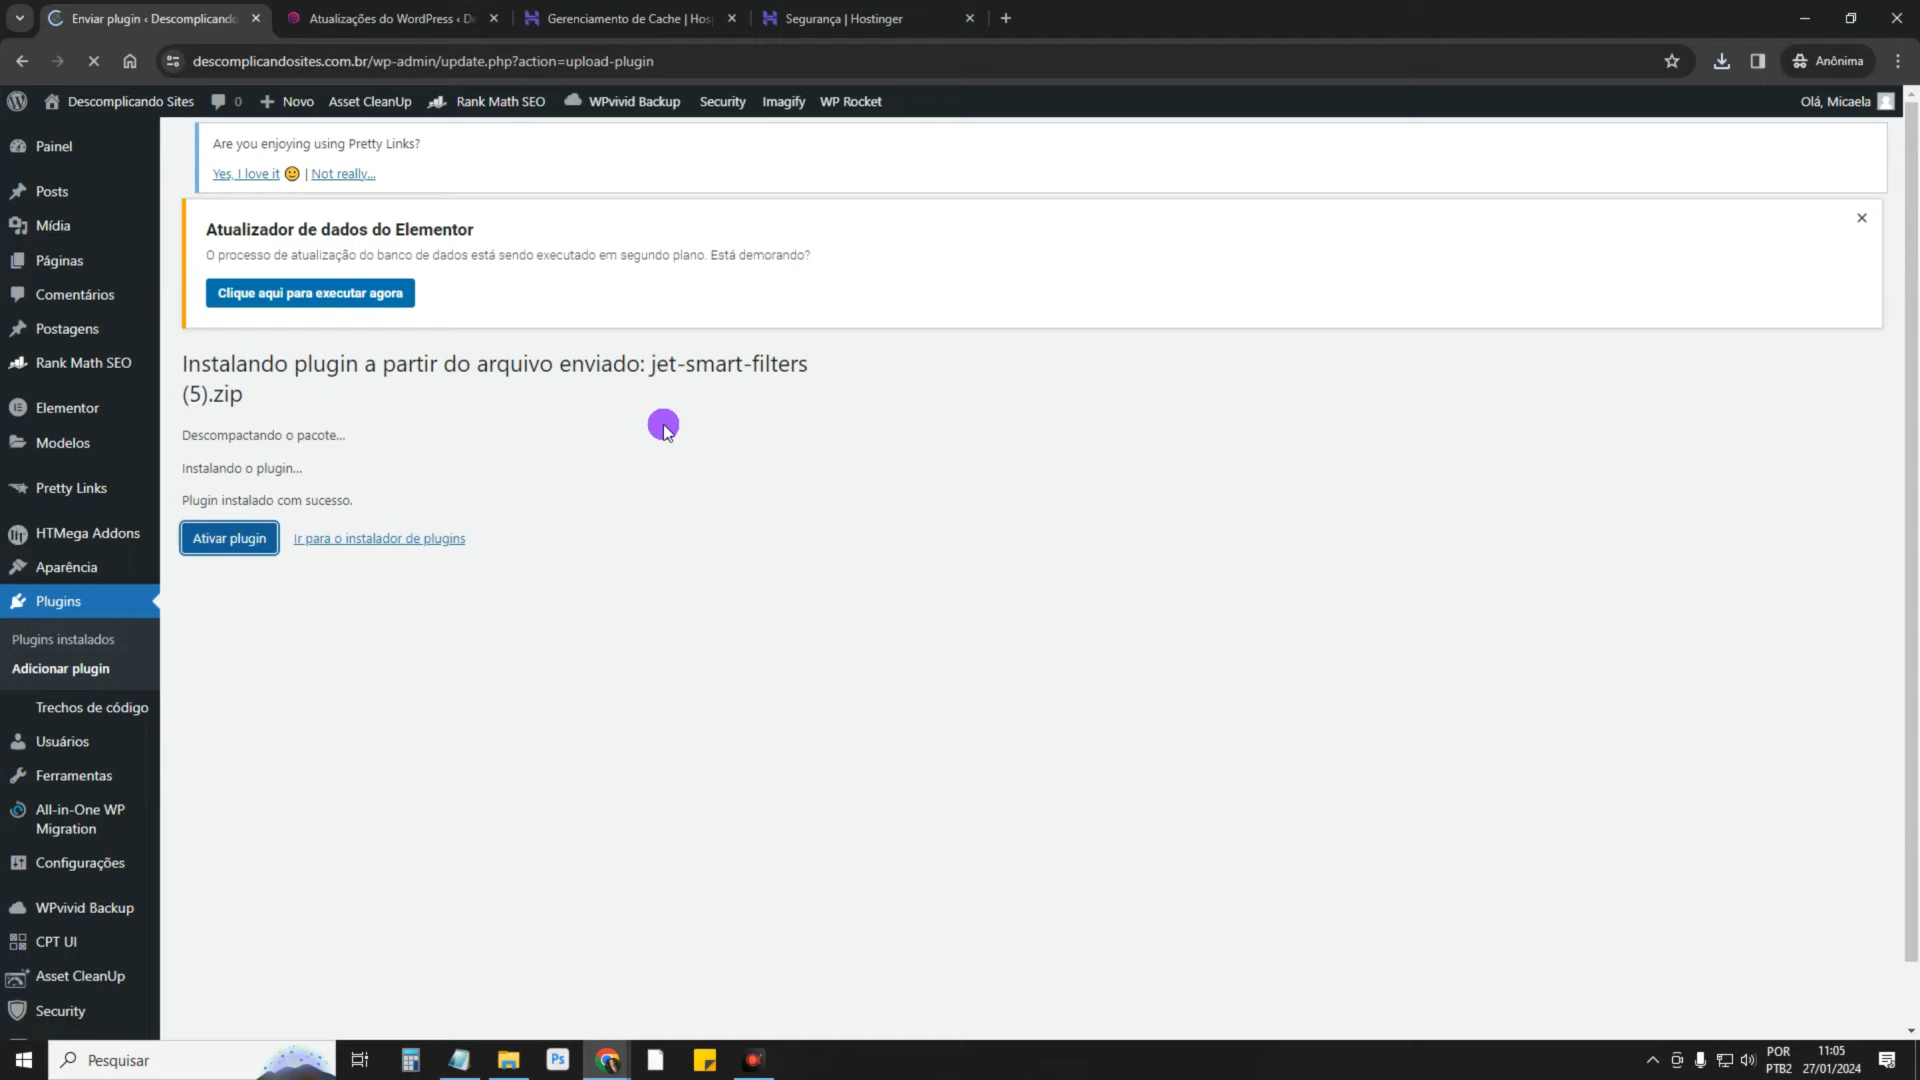 Enviar plugin ‹ Descomplicando
Atualizações do WordPress ‹ De
Gerenciamento de Cache | Hos
Segurança | Hostinger
descomplicandosites.com.br/wp-admin/update.php?action=upload-plugin
Anônima
Descomplicando Sites
0
Novo
Asset CleanUp
Rank Math SEO
WPvivid Backup
Security
Imagify
WP Rocket
Olá, Micaela
Painel
Posts
Mídia
Páginas
Comentários
Postagens
Rank Math SEO
Elementor
Modelos
Pretty Links
HTMega Addons
Aparência
Plugins
Plugins instalados
Adicionar plugin
Trechos de código
Usuários
Ferramentas
All-in-One WP
Migration
Configurações
WPvivid Backup
CPT UI
Asset CleanUp
Security
Are you enjoying using Pretty Links?
Yes, I love it 🙂 | Not really...
Atualizador de dados do Elementor
O processo de atualização do banco de dados está sendo executado em segundo plano. Está demorando?
Clique aqui para executar agora
Instalando plugin a partir do arquivo enviado: jet-smart-filters
(5).zip
Descompactando o pacote...
Instalando o plugin...
Plugin instalado com sucesso.
Ativar plugin
Ir para o instalador de plugins
Pesquisar
Ps
POR
PTB2
11:05
27/01/2024